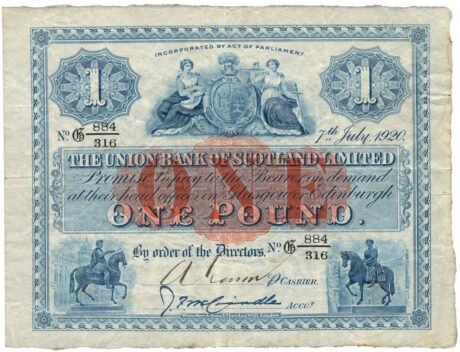 INCORPORATED BY ACT OF PARLIAMENT.
1 1
No G 884/316
7th July, 1920.
THE UNION BANK OF SCOTLAND LIMITED
Promise to pay the Bearer on demand
at their head offices in Glasgow or Edinburgh
ONE
ONE POUND.
By order of the Directors. No G 884/316
CASHIER.
ACCOT.